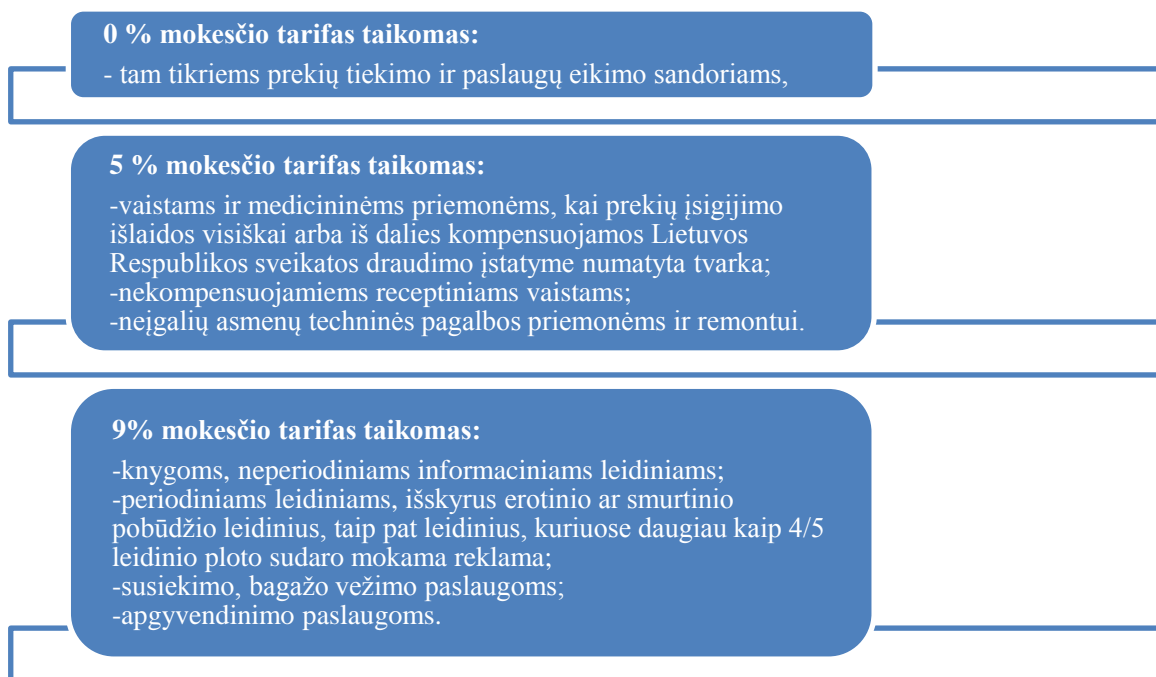 0 % mokesčio tarifas taikomas:
- tam tikriems prekių tiekimo ir paslaugų eikimo sandoriams,
5 % mokesčio tarifas taikomas:
-vaistams ir medicininėms priemonėms, kai prekių įsigijimo
išlaidos visiškai arba iš dalies kompensuojamos Lietuvos
Respublikos sveikatos draudimo įstatyme numatyta tvarka;
-nekompensuojamiems receptiniams vaistams;
-neįgalių asmenų techninės pagalbos priemonėms ir remontui.
9% mokesčio tarifas taikomas:
-knygoms, neperiodiniams informaciniams leidiniams;
-periodiniams leidiniams, išskyrus erotinio ar smurtinio
pobūdžio leidinius, taip pat leidinius, kuriuose daugiau kaip 4/5
leidinio ploto sudaro mokama reklama;
-susiekimo, bagažo vežimo paslaugoms;
-apgyvendinimo paslaugoms.